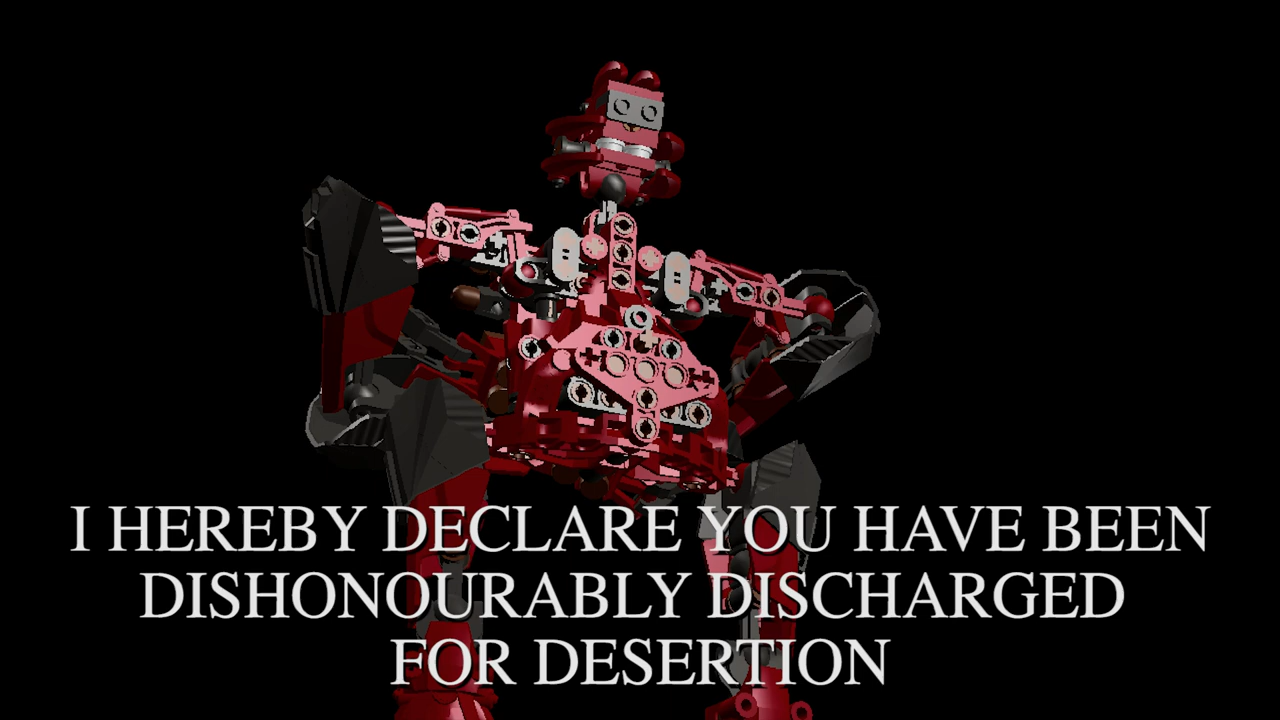 I HEREBY DECLARE YOU HAVE BEEN
DISHONOURABLY DISCHARGED
FOR DESERTION